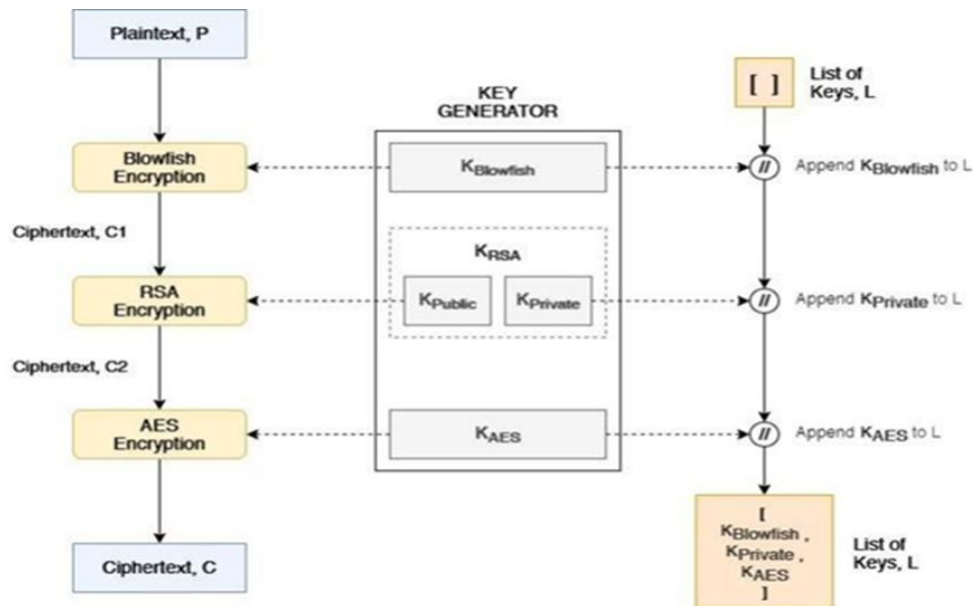 Plaintext, P
Blowfish
Encryption
Ciphertext, C1
RSA
Encryption
Ciphertext, C2
AES
Encryption
Ciphertext, C
KEY
GENERATOR
KBlowfish
KRSA
KPublic
KPrivate
KAES
[ ]
List of
Keys, L
// Append KBlowfish to L
// Append KPrivate to L
// Append KAES to L
[
KBlowfish ,
KPrivate ,
KAES
]
List of
Keys, L